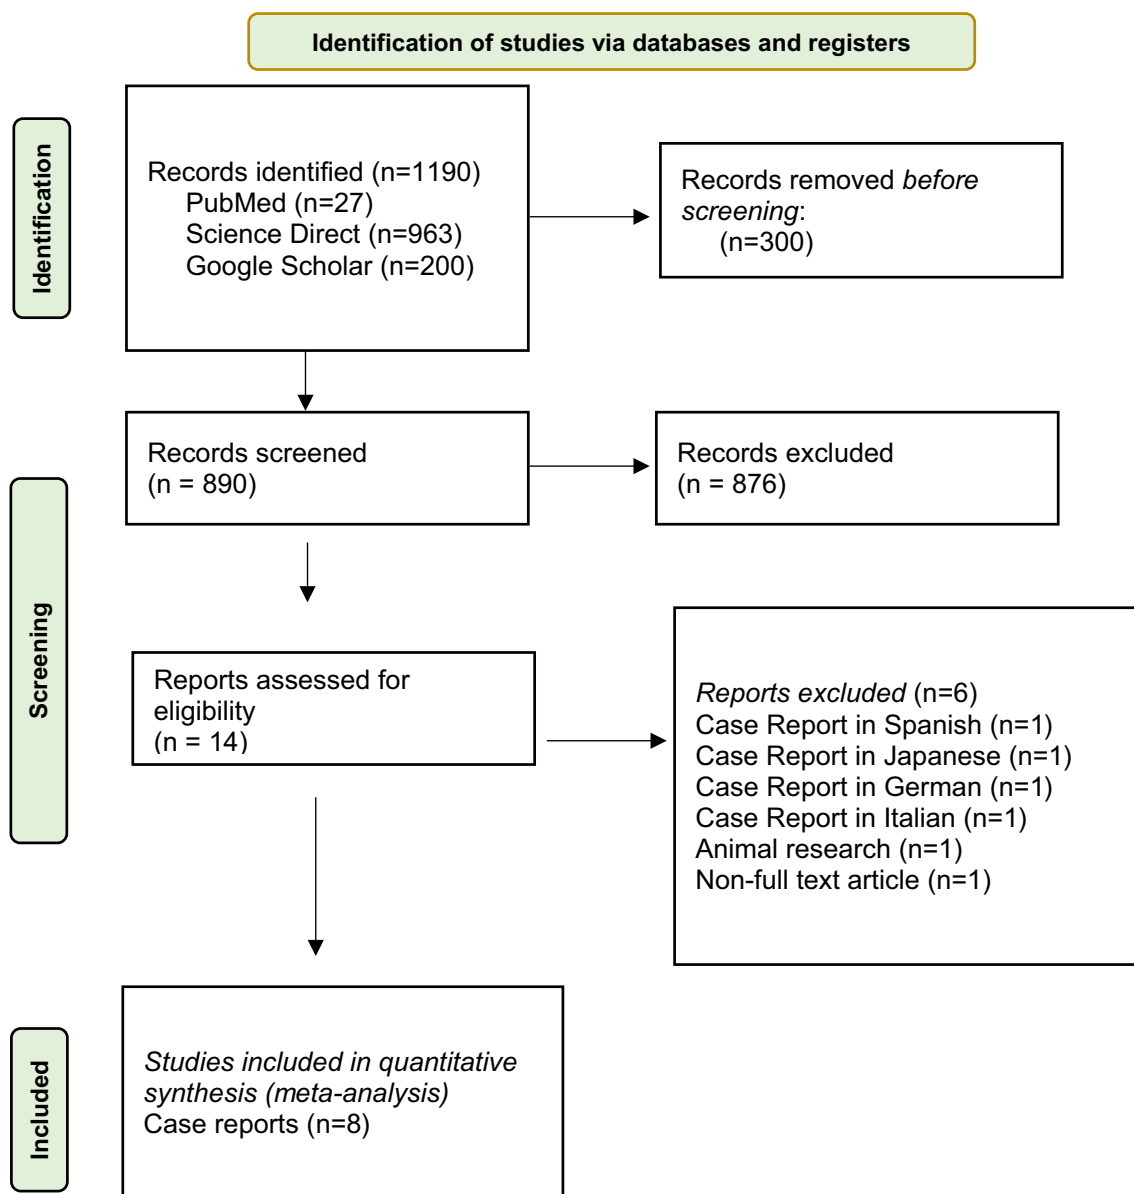 Identification of studies via databases and registers
Identification
Records identified (n=1190)
PubMed (n=27)
Science Direct (n=963)
Google Scholar (n=200)
Records removed before
screening:
(n=300)
Screening
Records screened
(n = 890)
Records excluded
(n = 876)
Reports assessed for
eligibility
(n = 14)
Reports excluded (n=6)
Case Report in Spanish (n=1)
Case Report in Japanese (n=1)
Case Report in German (n=1)
Case Report in Italian (n=1)
Animal research (n=1)
Non-full text article (n=1)
Included
Studies included in quantitative
synthesis (meta-analysis)
Case reports (n=8)